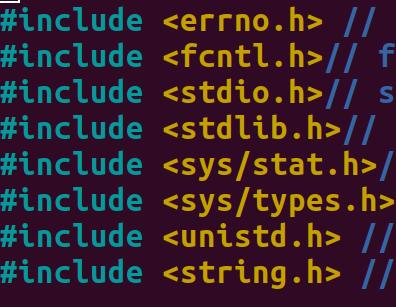 #include <errno.h> //
#include <fcntl.h>// f
#include <stdio.h>// s
#include <stdlib.h>//
#include <sys/stat.h>/
#include <sys/types.h>
#include <unistd.h> //
#include <string.h> //